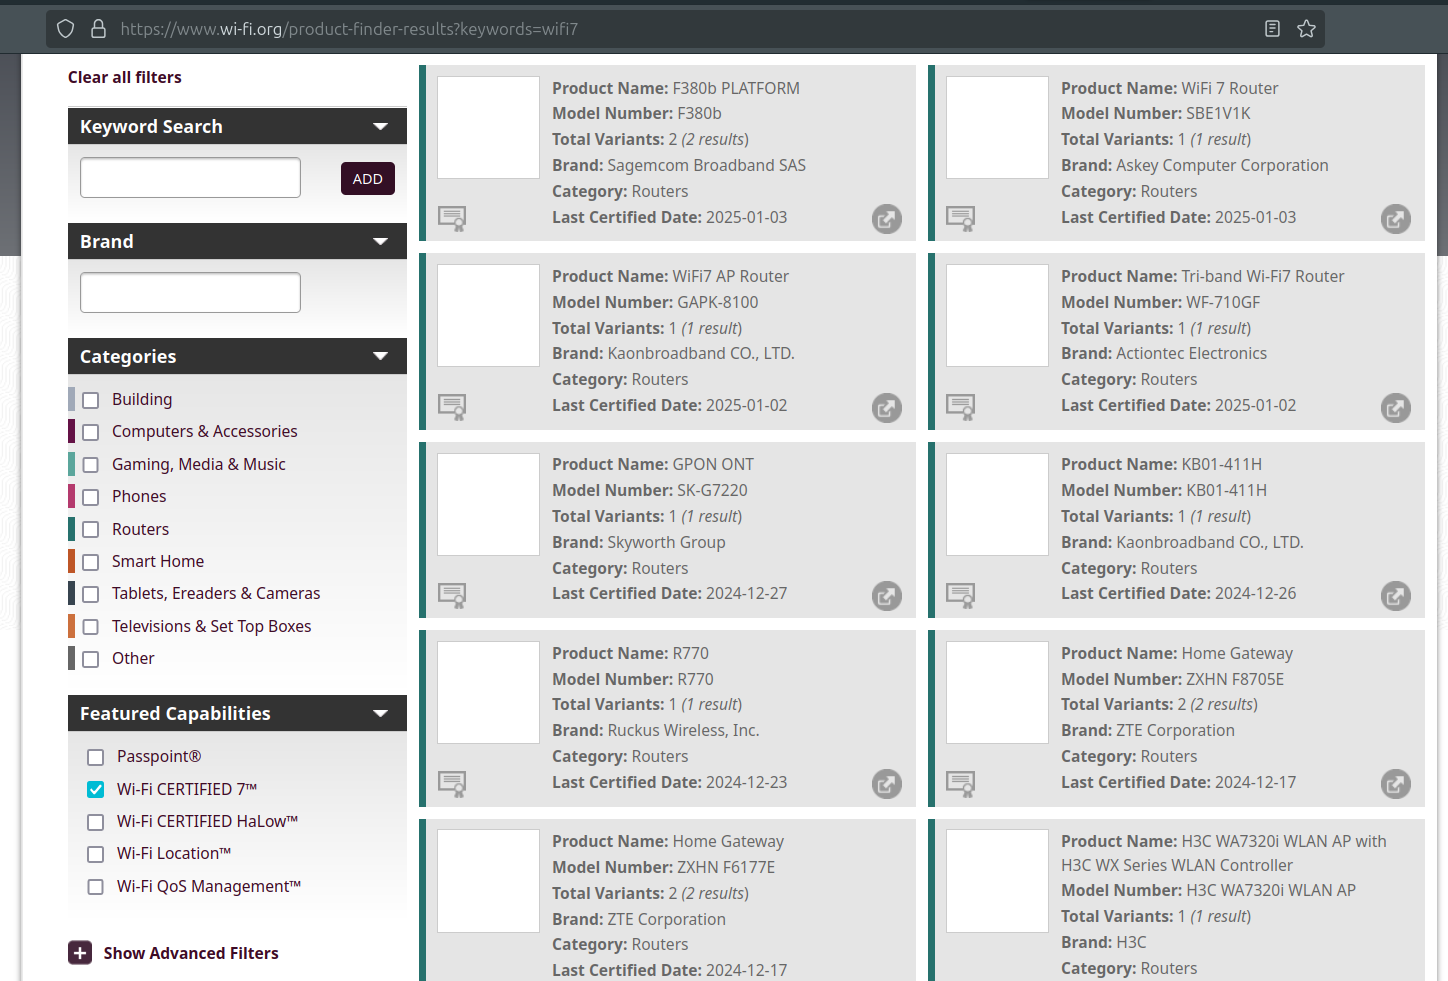 https://www.wi-fi.org/product-finder-results?keywords=wifi7
Clear all filters
Keyword Search
ADD
Brand
Categories
Building
Computers & Accessories
Gaming, Media & Music
Phones
Routers
Smart Home
Tablets, Ereaders & Cameras
Televisions & Set Top Boxes
Other
Featured Capabilities
Passpoint®
Wi-Fi CERTIFIED 7™
Wi-Fi CERTIFIED HaLow™
Wi-Fi Location™
Wi-Fi QoS Management™
Show Advanced Filters
Product Name: F380b PLATFORM
Model Number: F380b
Total Variants: 2 (2 results)
Brand: Sagemcom Broadband SAS
Category: Routers
Last Certified Date: 2025-01-03
Product Name: WiFi 7 Router
Model Number: SBE1V1K
Total Variants: 1 (1 result)
Brand: Askey Computer Corporation
Category: Routers
Last Certified Date: 2025-01-03
Product Name: WiFi7 AP Router
Model Number: GAPK-8100
Total Variants: 1 (1 result)
Brand: Kaonbroadband CO., LTD.
Category: Routers
Last Certified Date: 2025-01-02
Product Name: Tri-band Wi-Fi7 Router
Model Number: WF-710GF
Total Variants: 1 (1 result)
Brand: Actiontec Electronics
Category: Routers
Last Certified Date: 2025-01-02
Product Name: GPON ONT
Model Number: SK-G7220
Total Variants: 1 (1 result)
Brand: Skyworth Group
Category: Routers
Last Certified Date: 2024-12-27
Product Name: KB01-411H
Model Number: KB01-411H
Total Variants: 1 (1 result)
Brand: Kaonbroadband CO., LTD.
Category: Routers
Last Certified Date: 2024-12-26
Product Name: R770
Model Number: R770
Total Variants: 1 (1 result)
Brand: Ruckus Wireless, Inc.
Category: Routers
Last Certified Date: 2024-12-23
Product Name: Home Gateway
Model Number: ZXHN F8705E
Total Variants: 2 (2 results)
Brand: ZTE Corporation
Category: Routers
Last Certified Date: 2024-12-17
Product Name: Home Gateway
Model Number: ZXHN F6177E
Total Variants: 2 (2 results)
Brand: ZTE Corporation
Category: Routers
Last Certified Date: 2024-12-17
Product Name: H3C WA7320i WLAN AP with
H3C WX Series WLAN Controller
Model Number: H3C WA7320i WLAN AP
Total Variants: 1 (1 result)
Brand: H3C
Category: Routers